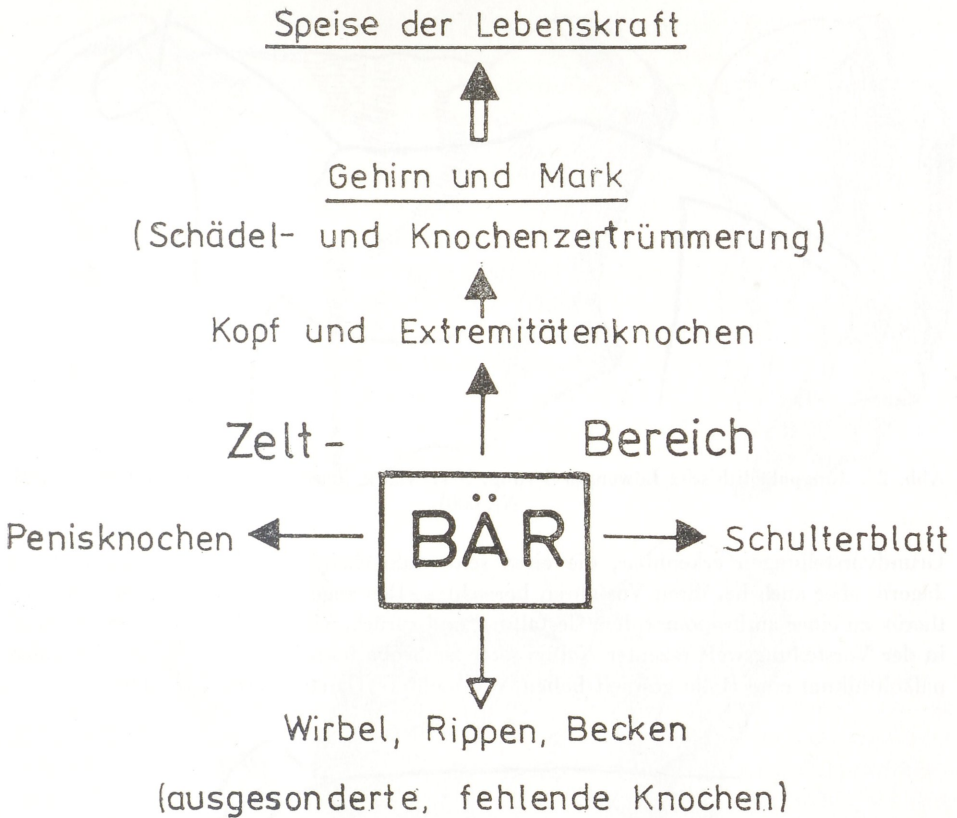 Speise der Lebenskraft
Gehirn und Mark
(Schädel- und Knochenzertrümmerung)
Kopf und Extremitätenknochen
Zelt- Bereich
Penisknochen BÄR Schulterblatt
Wirbel, Rippen, Becken
(ausgesonderte, fehlende Knochen)